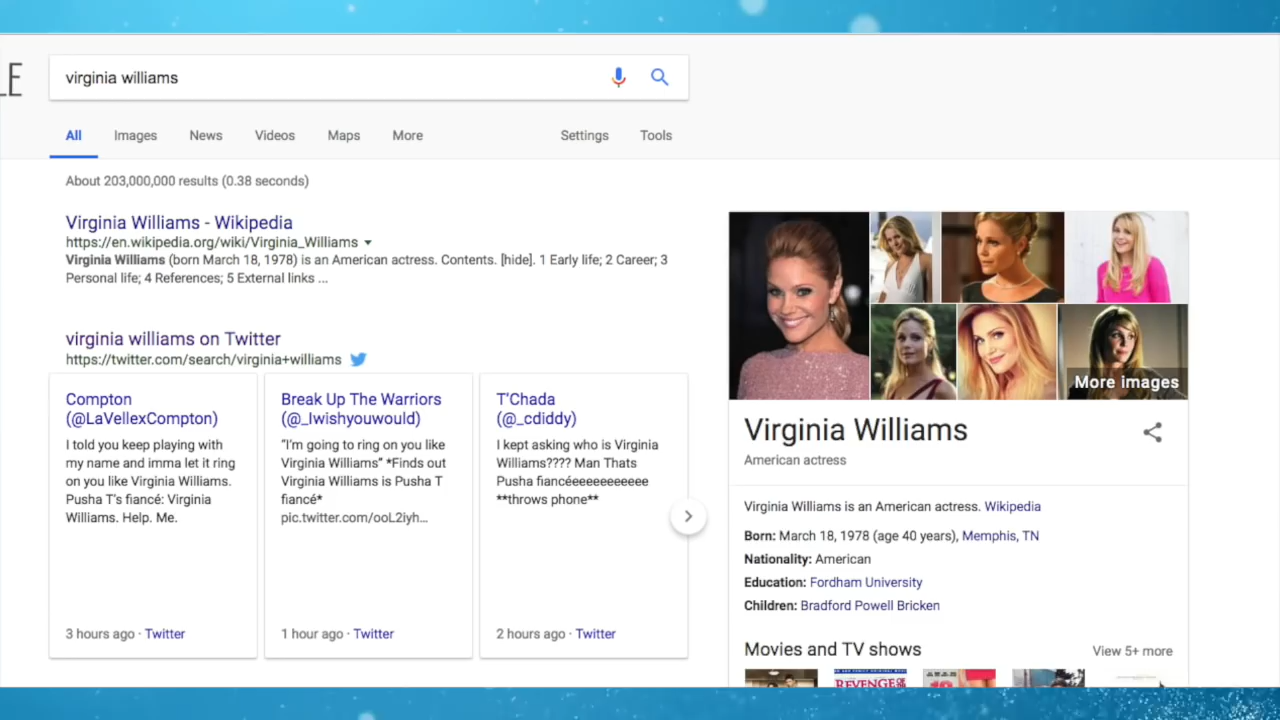 LE
virginia williams
All Images News Videos Maps More Settings Tools
About 203,000,000 results (0.38 seconds)
Virginia Williams - Wikipedia
https://en.wikipedia.org/wiki/Virginia_Williams
Virginia Williams (born March 18, 1978) is an American actress. Contents. [hide]. 1 Early life; 2 Career; 3
Personal life; 4 References; 5 External links ...
virginia williams on Twitter
https://twitter.com/search/virginia+williams
Compton
(@LaVellexCompton)
I told you keep playing with
my name and imma let it ring
on you like Virginia Williams.
Pusha T's fiancé: Virginia
Williams. Help. Me.
3 hours ago · Twitter
Break Up The Warriors
(@_Iwishyouwould)
“I'm going to ring on you like
Virginia Williams” *Finds out
Virginia Williams is Pusha T
fiancé*
pic.twitter.com/ooL2iyh...
1 hour ago · Twitter
T'Chada
(@_cdiddy)
I kept asking who is Virginia
Williams???? Man Thats
Pusha fiancéeeeeeeeeeee
**throws phone**
2 hours ago · Twitter
More images
Virginia Williams
American actress
Virginia Williams is an American actress. Wikipedia
Born: March 18, 1978 (age 40 years), Memphis, TN
Nationality: American
Education: Fordham University
Children: Bradford Powell Bricken
Movies and TV shows View 5+ more
REVENGE OF